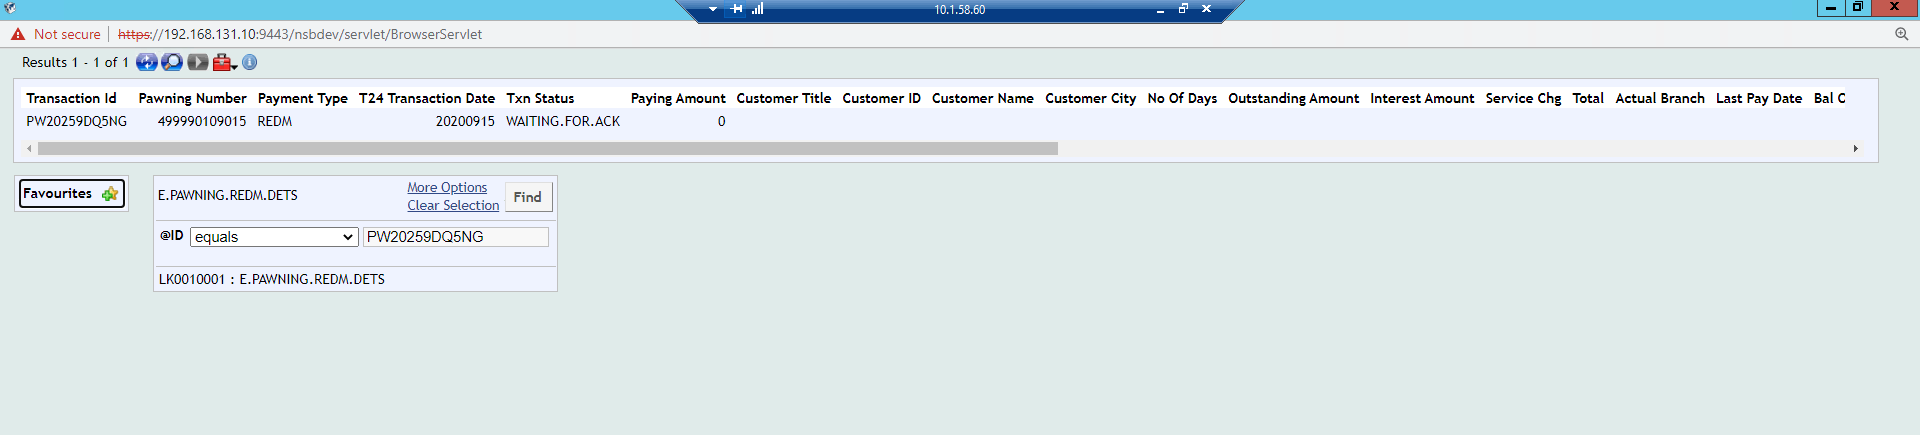 10.1.58.60
Not secure https://192.168.131.10:9443/nsbdev/servlet/BrowserServlet
Results 1 - 1 of 1
Transaction Id Pawning Number Payment Type T24 Transaction Date Txn Status Paying Amount Customer Title Customer ID Customer Name Customer City No Of Days Outstanding Amount Interest Amount Service Chg Total Actual Branch Last Pay Date Bal O
PW20259DQ5NG 499990109015 REDM 20200915 WAITING.FOR.ACK 0
Favourites
E.PAWNING.REDM.DETS
More Options
Clear Selection
Find
@ID equals PW20259DQ5NG
LK0010001 : E.PAWNING.REDM.DETS